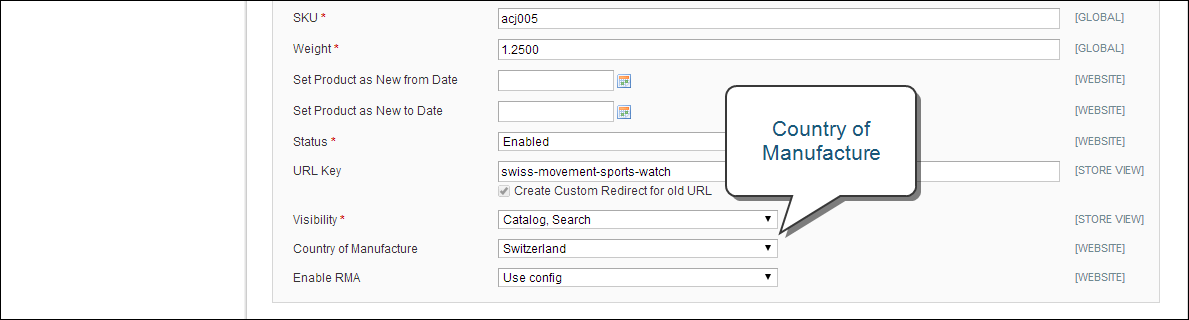 SKU * acj005 [GLOBAL]
Weight * 1.2500 [GLOBAL]
Set Product as New from Date [WEBSITE]
Set Product as New to Date [WEBSITE]
Status * Enabled [WEBSITE]
URL Key swiss-movement-sports-watch [STORE VIEW]
Create Custom Redirect for old URL
Visibility * Catalog, Search [STORE VIEW]
Country of Manufacture Switzerland [WEBSITE]
Enable RMA Use config [WEBSITE]
Country of
Manufacture